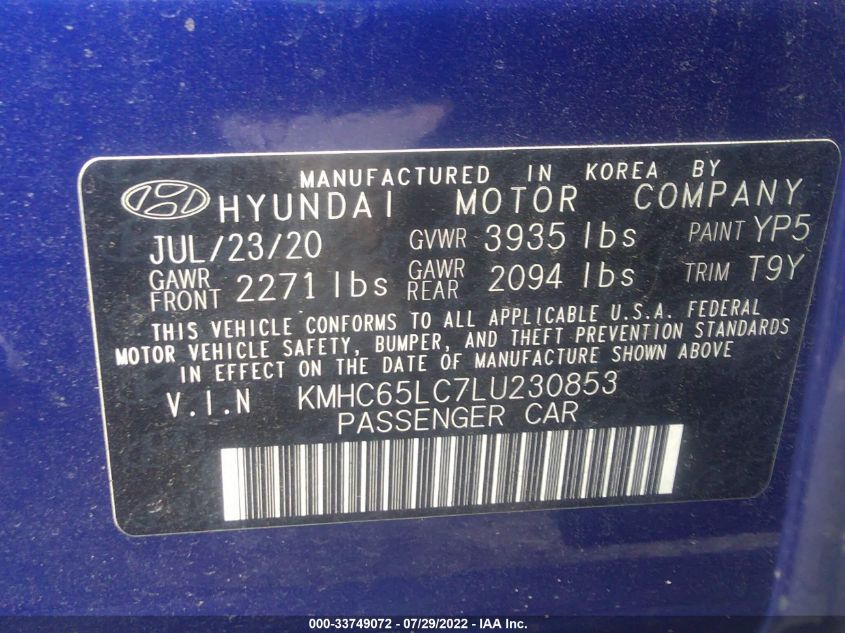 MANUFACTURED IN KOREA BY
HYUNDAI MOTOR COMPANY
JUL/23/20 GVWR 3935 lbs PAINT YP5
GAWR FRONT 2271 lbs GAWR REAR 2094 lbs TRIM T9Y
THIS VEHICLE CONFORMS TO ALL APPLICABLE U.S.A. FEDERAL
MOTOR VEHICLE SAFETY, BUMPER, AND THEFT PREVENTION STANDARDS
IN EFFECT ON THE DATE OF MANUFACTURE SHOWN ABOVE
V.I.N KMHC65LC7LU230853
PASSENGER CAR
000-33749072 - 07/29/2022 - IAA Inc.